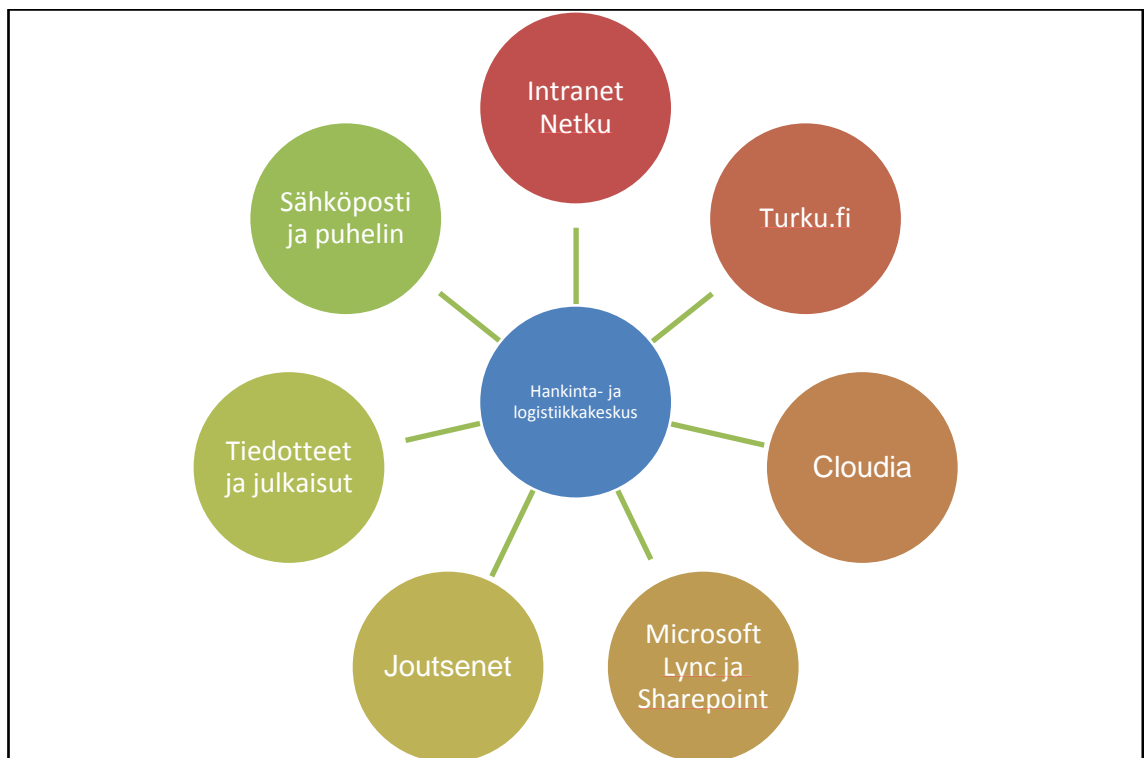 Intranet
Netku
Sähköposti
ja puhelin
Turku.fi
Hankinta- ja
logistiikkakeskus
Tiedotteet
ja julkaisut
Cloudia
Joutsenet
Microsoft
Lync ja
Sharepoint